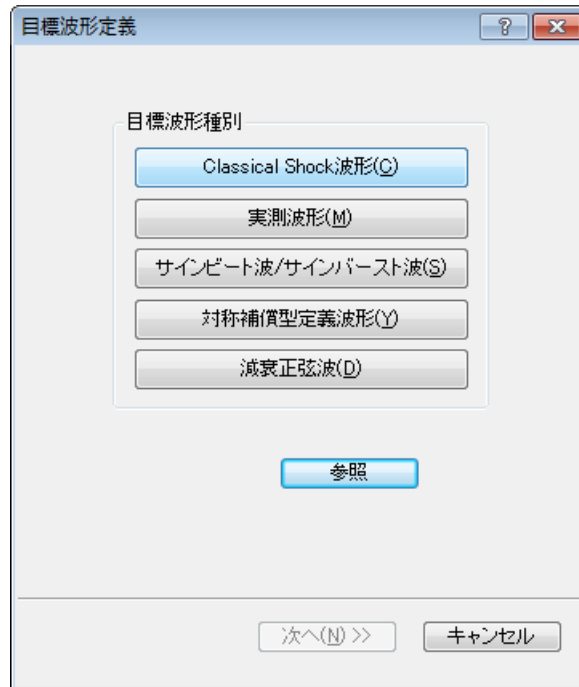 目標波形定義
目標波形種別
Classical Shock波形(C)
実測波形(M)
サインビート波/サインバースト波(S)
対称補償型定義波形(Y)
減衰正弦波(D)
参照
次へ(N) >>
キャンセル